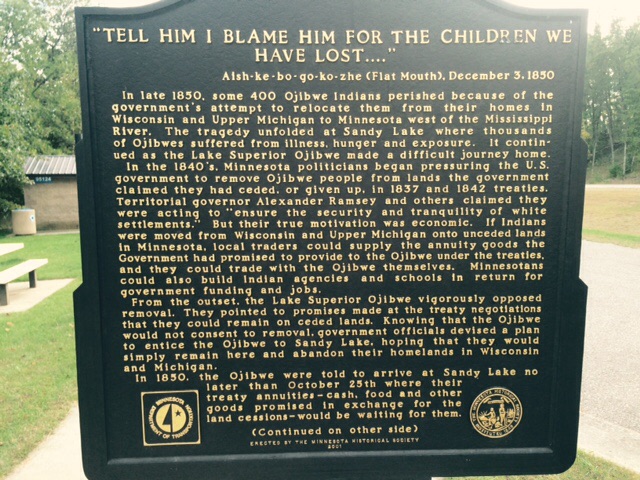 "TELL HIM I BLAME HIM FOR THE CHILDREN WE
HAVE LOST...."
Aish-ke-bo-go-ko-zhe (Flat Mouth), December 3, 1850
In late 1850, some 400 Ojibwe Indians perished because of the
government's attempt to relocate them from their homes in
Wisconsin and Upper Michigan to Minnesota west of the Mississippi
River. The tragedy unfolded at Sandy Lake where thousands
of Ojibwes suffered from illness, hunger and exposure. It contin-
ued as the Lake Superior Ojibwe made a difficult journey home.
In the 1840's, Minnesota politicians began pressuring the U.S.
government to remove Ojibwe people from lands the government
claimed they had ceded, or given up, in 1837 and 1842 treaties.
Territorial governor Alexander Ramsey and others claimed they
were acting to "ensure the security and tranquility of white
settlements." But their true motivation was economic. If Indians
were moved from Wisconsin and Upper Michigan onto unceded lands
in Minnesota, local traders could supply the annuity goods the
Government had promised to provide to the Ojibwe under the treaties,
and they could trade with the Ojibwe themselves. Minnesotans
could also build Indian agencies and schools in return for
government funding and jobs.
From the outset, the Lake Superior Ojibwe vigorously opposed
removal. They pointed to promises made at the treaty negotiations
that they could remain on ceded lands. Knowing that the Ojibwe
would not consent to removal, government officials devised a plan
to entice the Ojibwe to Sandy Lake, hoping that they would
simply remain here and abandon their homelands in Wisconsin
and Michigan.
In 1850, the Ojibwe were told to arrive at Sandy Lake no
later than October 25th where their
treaty annuities-cash, food and other
goods promised in exchange for the
land cessions-would be waiting for them.
(Continued on other side)
ERECTED BY THE MINNESOTA HISTORICAL SOCIETY
2001
MINNESOTA
DEPARTMENT OF TRANSPORTATION